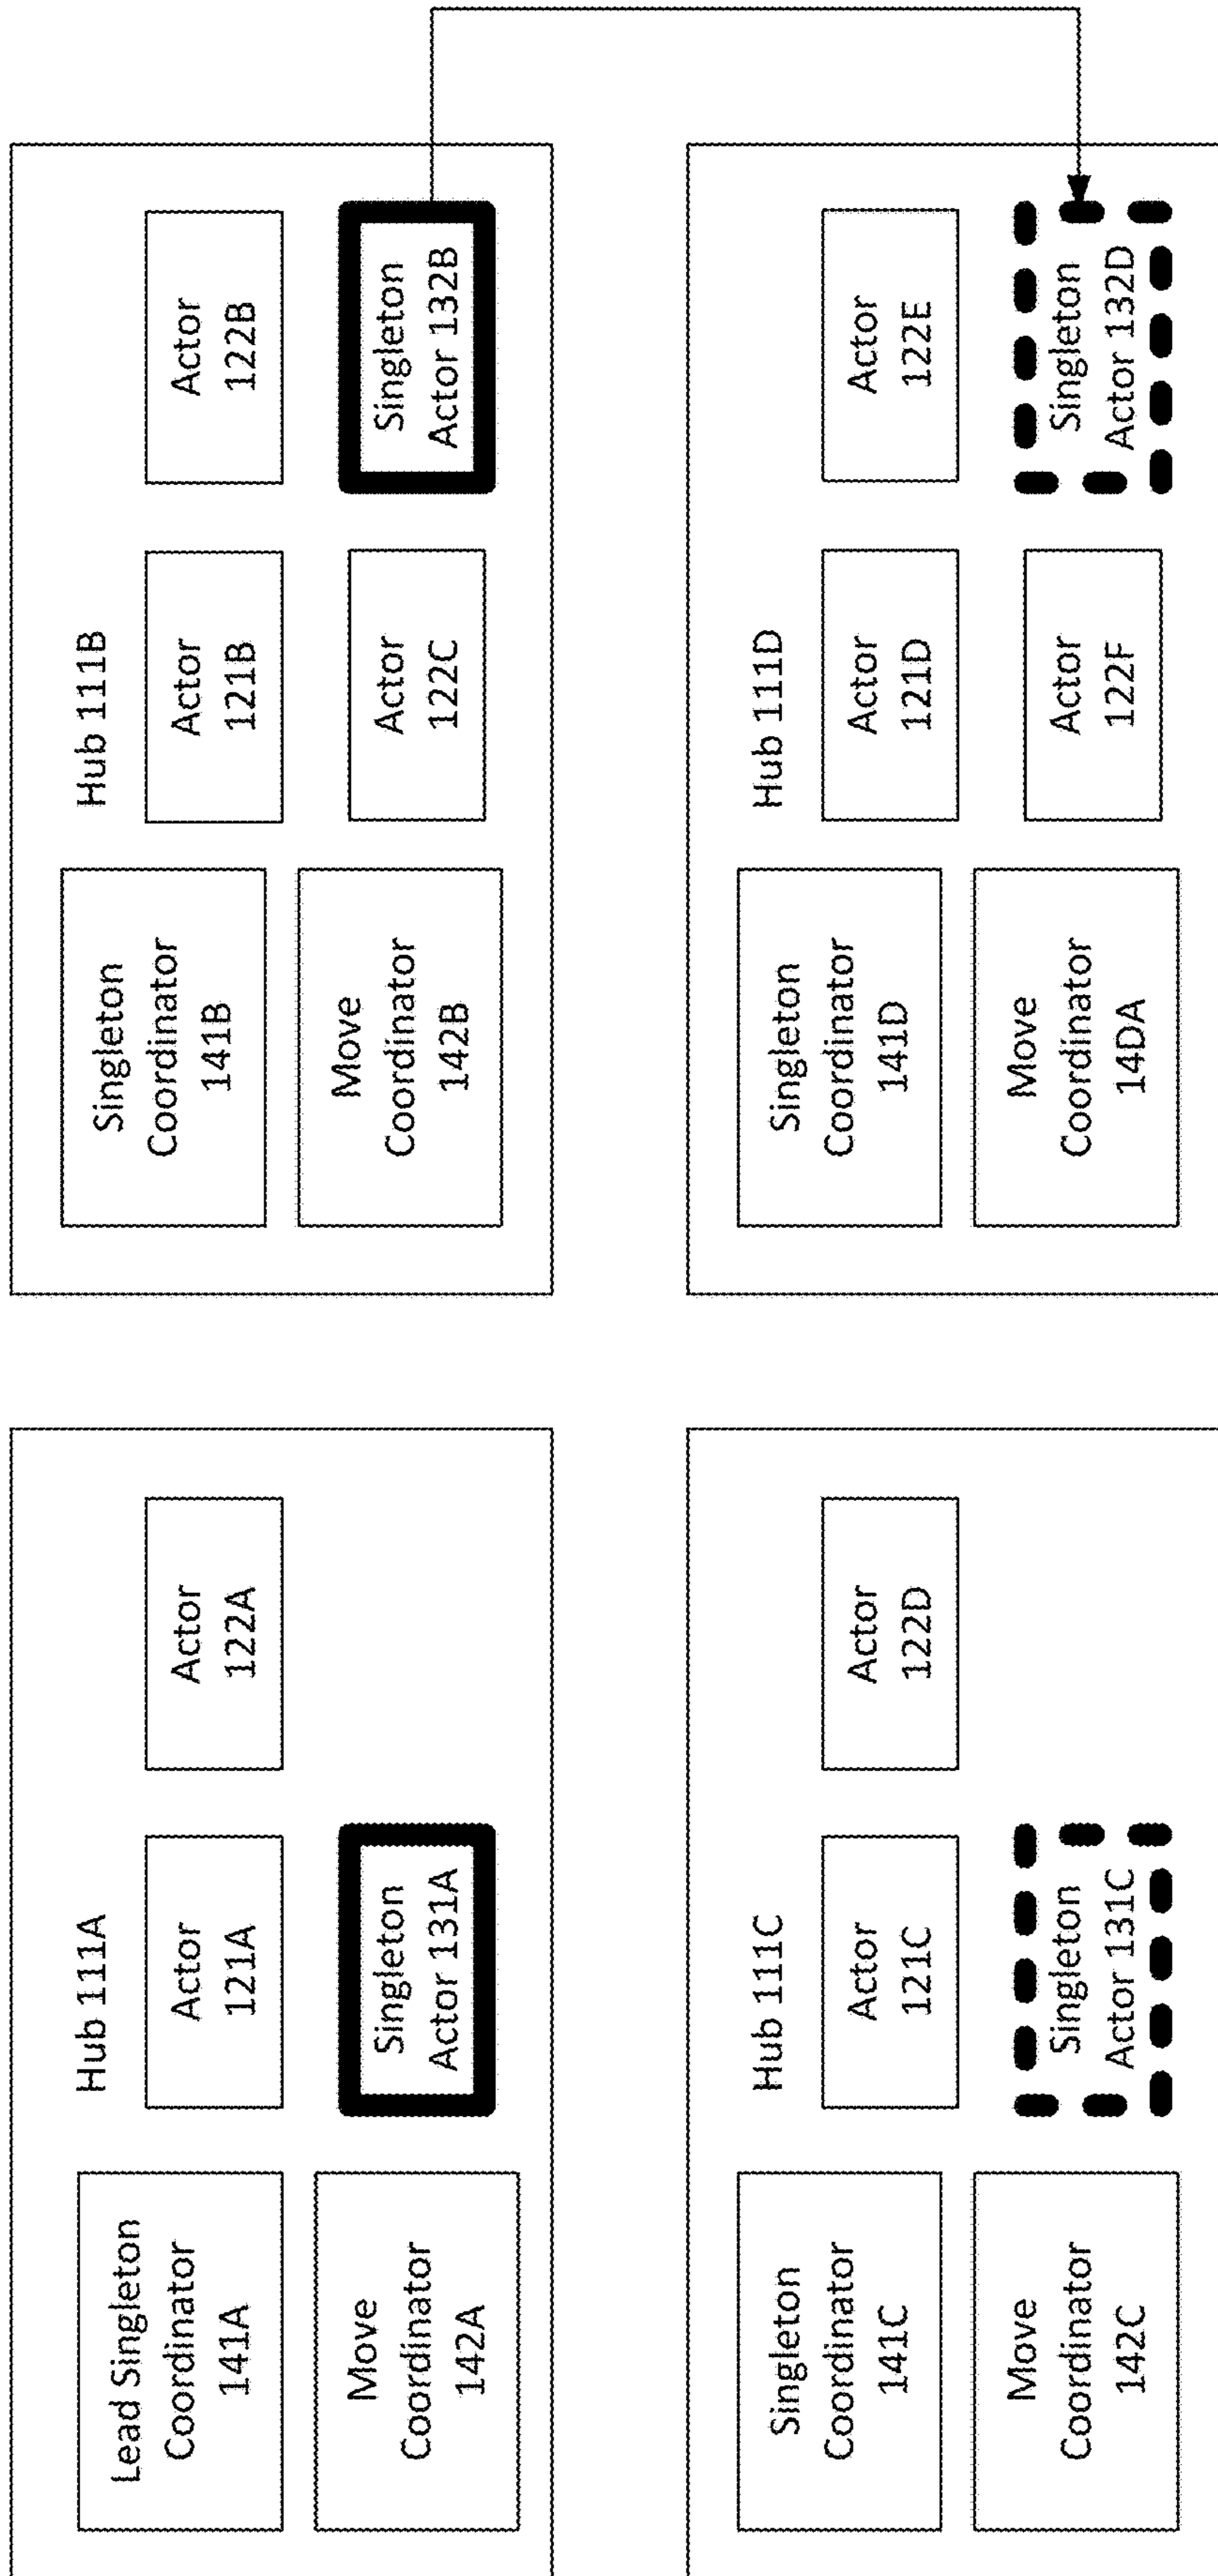 Hub 111A
Lead Singleton
Coordinator
141A
Actor
121A
Actor
122A
Move
Coordinator
142A
Singleton
Actor 131A
Hub 111B
Singleton
Coordinator
141B
Actor
121B
Actor
122B
Move
Coordinator
142B
Actor
122C
Singleton
Actor 132B
Hub 111C
Singleton
Coordinator
141C
Actor
121C
Actor
122D
Move
Coordinator
142C
Singleton
Actor 131C
Hub 111D
Singleton
Coordinator
141D
Actor
121D
Actor
122E
Move
Coordinator
14DA
Actor
122F
Singleton
Actor 132D